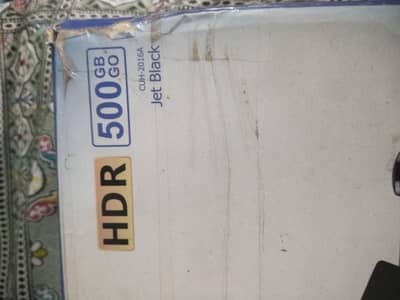 HDR
500 GB
GO
CUH-2016A
Jet Black